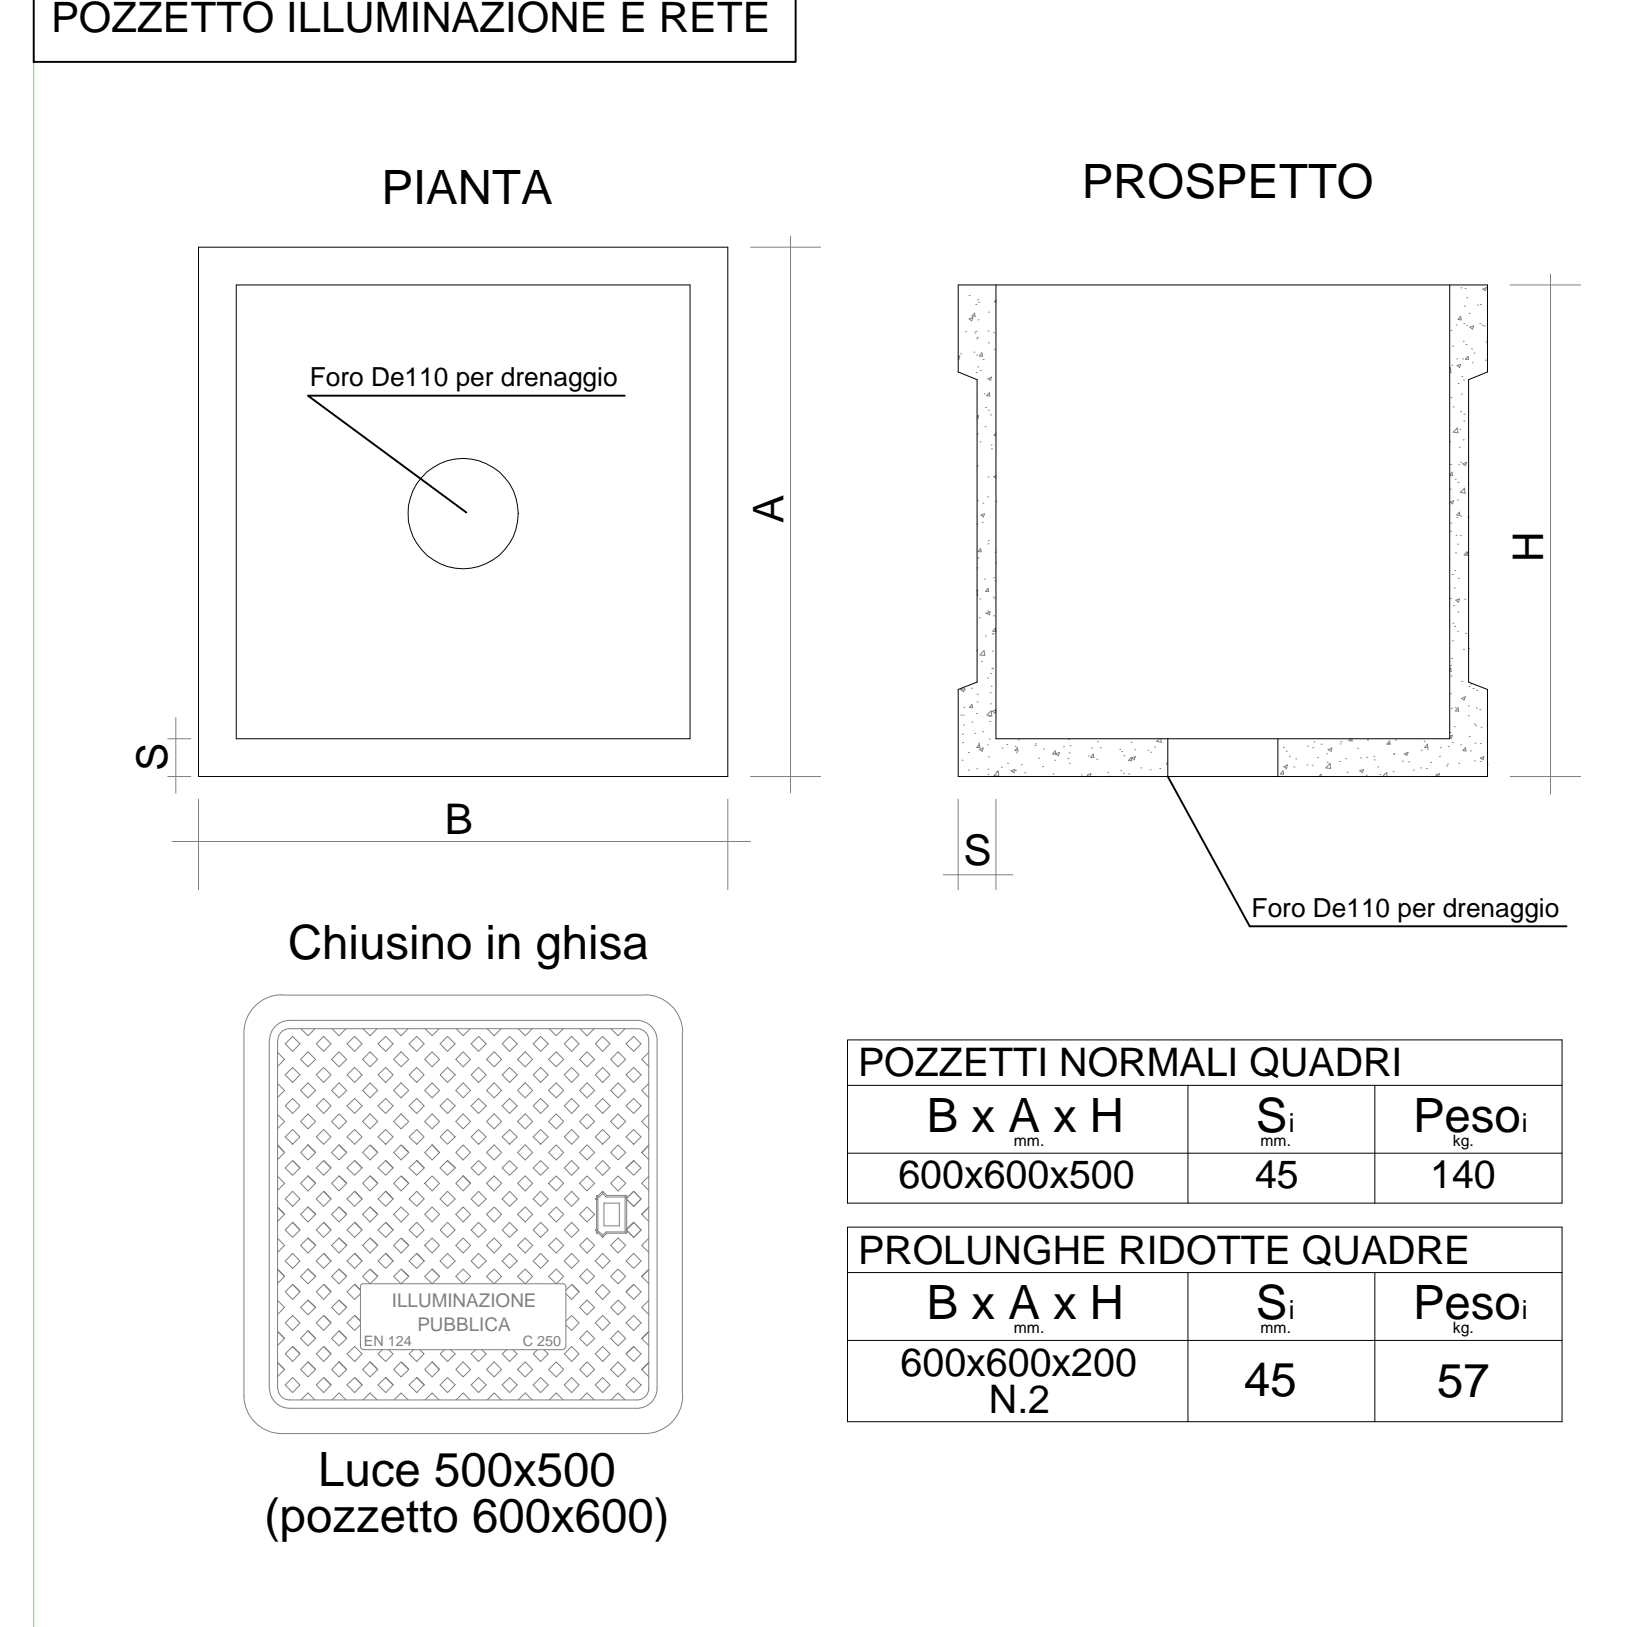 POZZETTO ILLUMINAZIONE E RETE
PIANTA
PROSPETTO
Foro De110 per drenaggio
A
H
S
B
S
Foro De110 per drenaggio
Chiusino in ghisa
ILLUMINAZIONE
PUBBLICA
EN 124 C 250
Luce 500x500
(pozzetto 600x600)
POZZETTI NORMALI QUADRI
B x A x H Si Pesoi
mm. mm. kg.
600x600x500 45 140
PROLUNGHE RIDOTTE QUADRE
B x A x H Si Pesoi
mm. mm. kg.
600x600x200 45 57
N.2